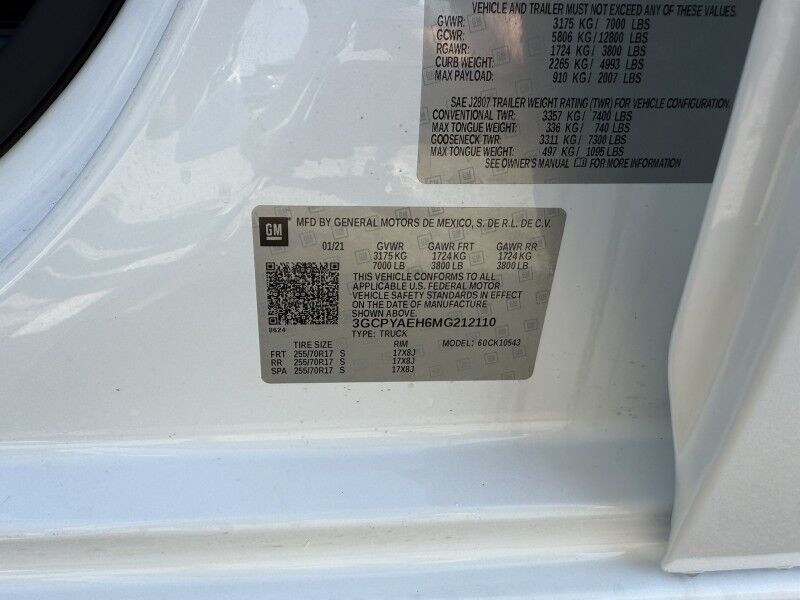 VEHICLE AND TRAILER MUST NOT EXCEED ANY OF THESE VALUES.
GVWR: 3175 KG / 7000 LBS
GCWR: 5806 KG / 12800 LBS
RGAWR: 1724 KG / 3800 LBS
CURB WEIGHT: 2265 KG / 4993 LBS
MAX PAYLOAD: 910 KG / 2007 LBS
SAE J2807 TRAILER WEIGHT RATING (TWR) FOR VEHICLE CONFIGURATION.
CONVENTIONAL TWR: 3357 KG / 7400 LBS
MAX TONGUE WEIGHT: 336 KG / 740 LBS
GOOSENECK TWR: 3311 KG / 7300 LBS
MAX TONGUE WEIGHT: 497 KG / 1095 LBS
SEE OWNER'S MANUAL FOR MORE INFORMATION
GM MFD BY GENERAL MOTORS DE MEXICO, S. DE R.L. DE C.V.
01/21 GVWR GAWR FRT GAWR RR
3175 KG 1724 KG 1724 KG
7000 LB 3800 LB 3800 LB
THIS VEHICLE CONFORMS TO ALL
APPLICABLE U.S. FEDERAL MOTOR
VEHICLE SAFETY STANDARDS IN EFFECT
ON THE DATE OF MANUFACTURE
SHOWN ABOVE.
3GCPYAEH6MG212110
0624 TYPE: TRUCK
TIRE SIZE RIM MODEL: 60CK10543
FRT 255/70R17 S 17X8J
RR 255/70R17 S 17X8J
SPA 255/70R17 S 17X8J